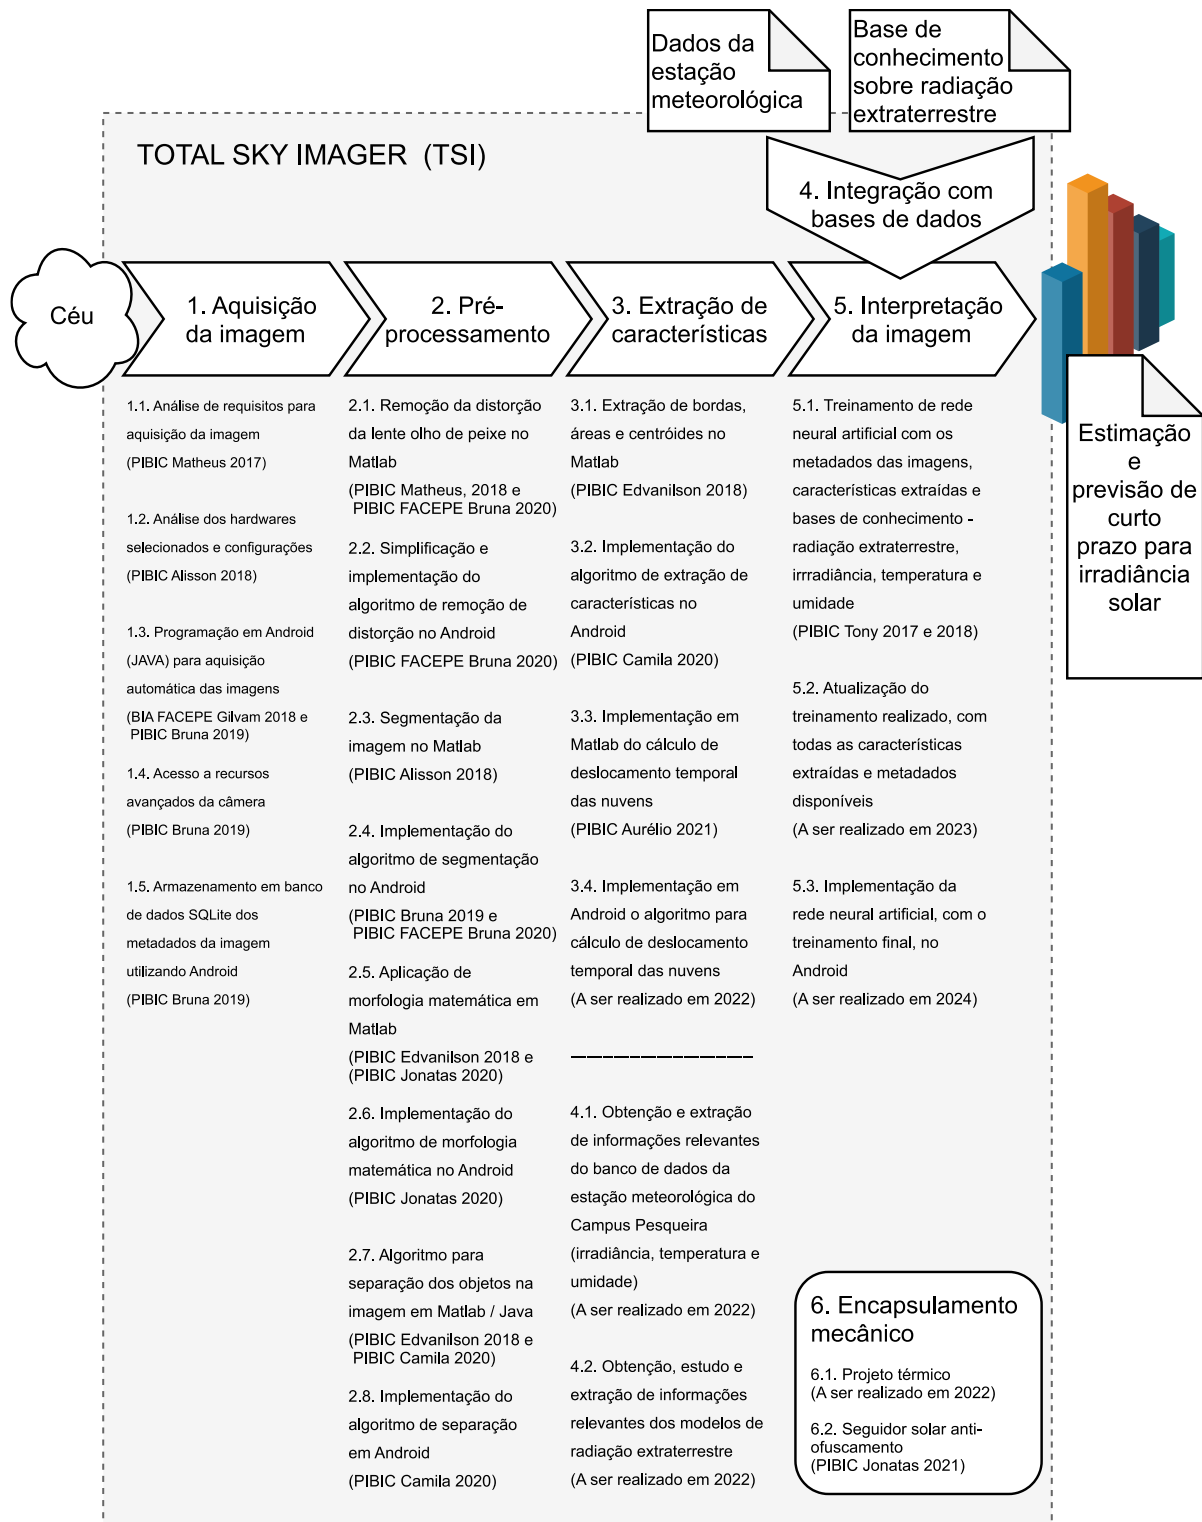 Dados da
estação
meteorológica
Base de
conhecimento
sobre radiação
extraterrestre
TOTAL SKY IMAGER (TSI)
4. Integração com
bases de dados
Céu
1. Aquisição
da imagem
2. Pré-
processamento
3. Extração de
características
5. Interpretação
da imagem
Estimação
e
previsão de
curto
prazo para
irradiância
solar
1.1. Análise de requisitos para
aquisição da imagem
(PIBIC Matheus 2017)
1.2. Análise dos hardwares
selecionados e configurações
(PIBIC Alisson 2018)
1.3. Programação em Android
(JAVA) para aquisição
automática das imagens
(BIA FACEPE Gilvam 2018 e
PIBIC Bruna 2019)
1.4. Acesso a recursos
avançados da câmera
(PIBIC Bruna 2019)
1.5. Armazenamento em banco
de dados SQLite dos
metadados da imagem
utilizando Android
(PIBIC Bruna 2019)
2.1. Remoção da distorção
da lente olho de peixe no
Matlab
(PIBIC Matheus, 2018 e
PIBIC FACEPE Bruna 2020)
2.2. Simplificação e
implementação do
algoritmo de remoção de
distorção no Android
(PIBIC FACEPE Bruna 2020)
2.3. Segmentação da
imagem no Matlab
(PIBIC Alisson 2018)
2.4. Implementação do
algoritmo de segmentação
no Android
(PIBIC Bruna 2019 e
PIBIC FACEPE Bruna 2020)
2.5. Aplicação de
morfologia matemática em
Matlab
(PIBIC Edvanilson 2018 e
(PIBIC Jonatas 2020)
2.6. Implementação do
algoritmo de morfologia
matemática no Android
(PIBIC Jonatas 2020)
2.7. Algoritmo para
separação dos objetos na
imagem em Matlab / Java
(PIBIC Edvanilson 2018 e
PIBIC Camila 2020)
2.8. Implementação do
algoritmo de separação
em Android
(PIBIC Camila 2020)
3.1. Extração de bordas,
áreas e centróides no
Matlab
(PIBIC Edvanilson 2018)
3.2. Implementação do
algoritmo de extração de
características no
Android
(PIBIC Camila 2020)
3.3. Implementação em
Matlab do cálculo de
deslocamento temporal
das nuvens
(PIBIC Aurélio 2021)
3.4. Implementação em
Android o algoritmo para
cálculo de deslocamento
temporal das nuvens
(A ser realizado em 2022)
4.1. Obtenção e extração
de informações relevantes
do banco de dados da
estação meteorológica do
Campus Pesqueira
(irradiância, temperatura e
umidade)
(A ser realizado em 2022)
4.2. Obtenção, estudo e
extração de informações
relevantes dos modelos de
radiação extraterrestre
(A ser realizado em 2022)
5.1. Treinamento de rede
neural artificial com os
metadados das imagens,
características extraídas e
bases de conhecimento -
radiação extraterrestre,
irrradiância, temperatura e
umidade
(PIBIC Tony 2017 e 2018)
5.2. Atualização do
treinamento realizado, com
todas as características
extraídas e metadados
disponíveis
(A ser realizado em 2023)
5.3. Implementação da
rede neural artificial, com o
treinamento final, no
Android
(A ser realizado em 2024)
6. Encapsulamento
mecânico
6.1. Projeto térmico
(A ser realizado em 2022)
6.2. Seguidor solar anti-
ofuscamento
(PIBIC Jonatas 2021)